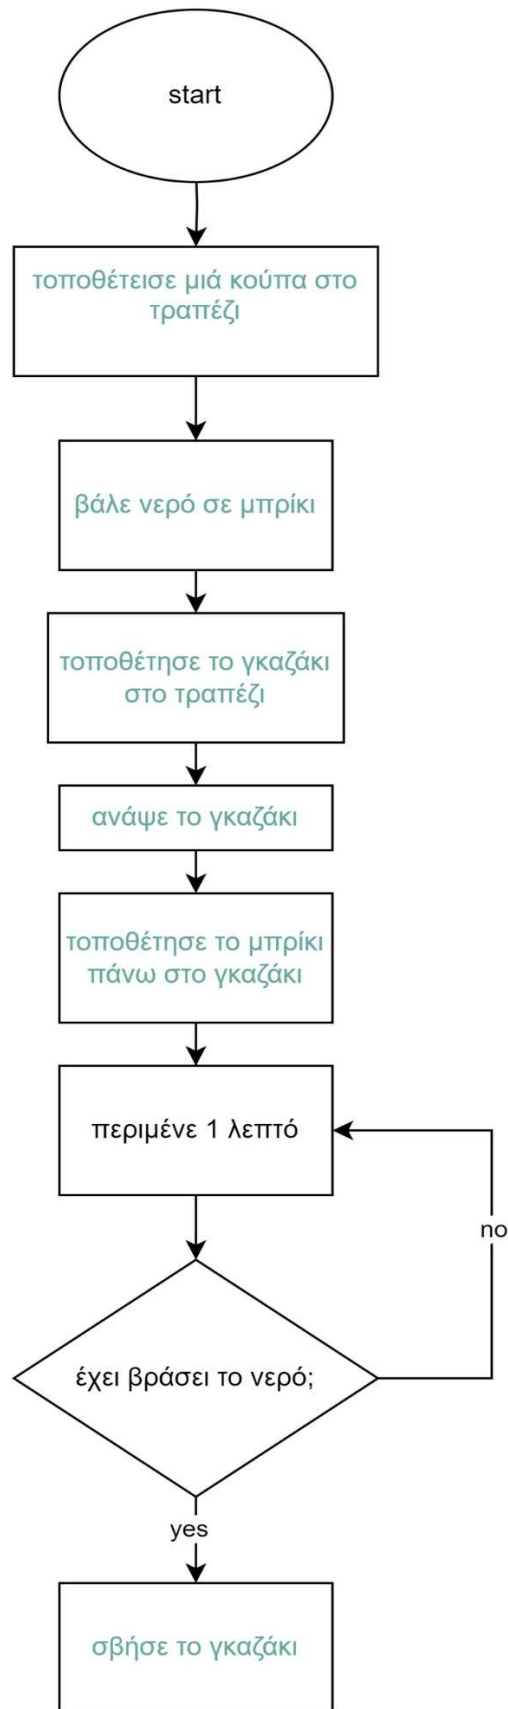 start
τοποθέτεισε μιά κούπα στο
τραπέζι
βάλε νερό σε μπρίκι
τοποθέτησε το γκαζάκι
στο τραπέζι
ανάψε το γκαζάκι
τοποθέτησε το μπρίκι
πάνω στο γκαζάκι
περιμένε 1 λεπτό
no
έχει βράσει το νερό;
yes
σβήσε το γκαζάκι